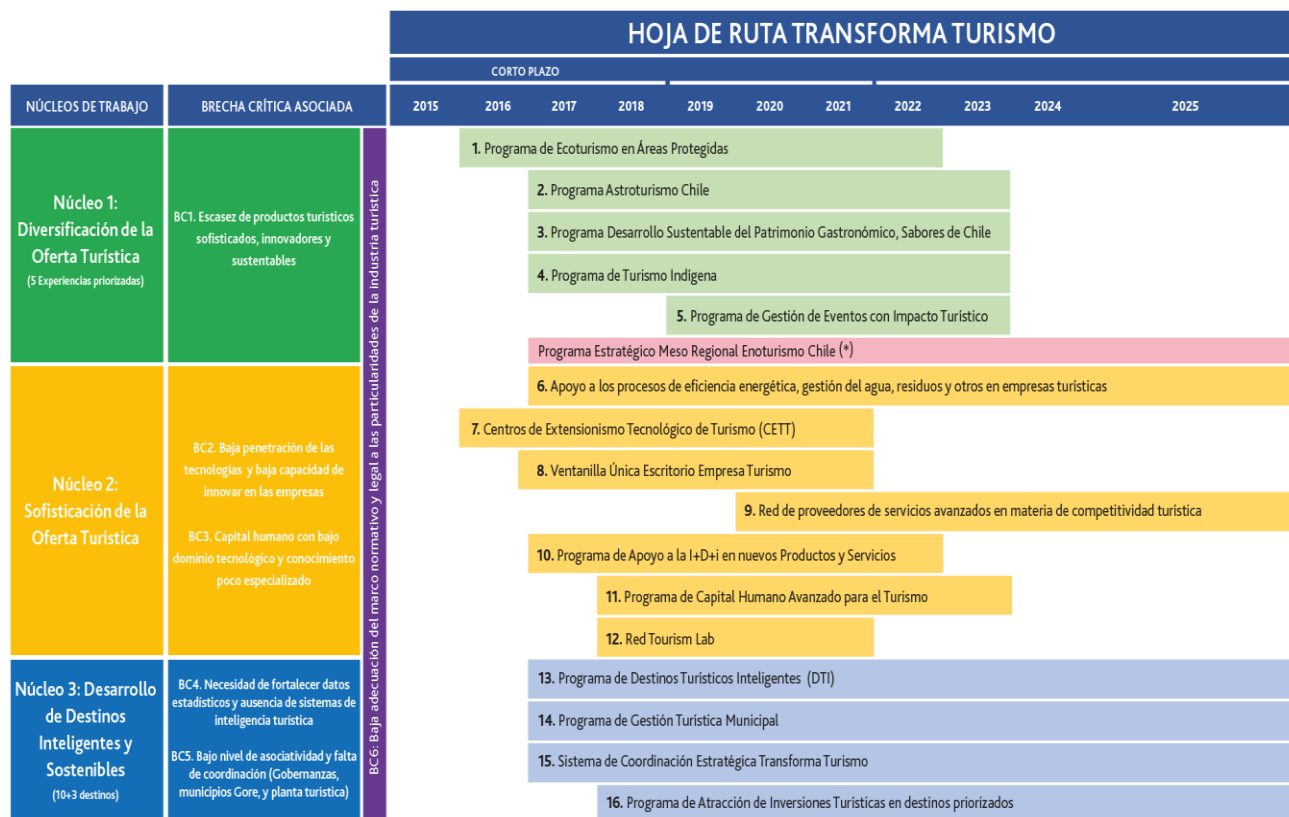 HOJA DE RUTA TRANSFORMA TURISMO
CORTO PLAZO
NÚCLEOS DE TRABAJO
BRECHA CRÍTICA ASOCIADA
2015
2016
2017
2018
2019
2020
2021
2022
2023
2024
2025
Núcleo 1:
Diversificación de la
Oferta Turística
(5 Experiencias priorizadas)
BC1. Escasez de productos turisticos
sofisticados, innovadores y
sustentables
BC6: Baja adecuación del marco normativo y legal a las particularidades de la industria turística
1. Programa de Ecoturismo en Áreas Protegidas
2. Programa Astroturismo Chile
3. Programa Desarrollo Sustentable del Patrimonio Gastronómico, Sabores de Chile
4. Programa de Turismo Indígena
5. Programa de Gestión de Eventos con Impacto Turístico
Programa Estratégico Meso Regional Enoturismo Chile (*)
Núcleo 2:
Sofisticación de la
Oferta Turística
BC2. Baja penetración de las
tecnologías y baja capacidad de
innovar en las empresas
BC3. Capital humano con bajo
dominio tecnológico y conocimiento
poco especializado
6. Apoyo a los procesos de eficiencia energética, gestión del agua, residuos y otros en empresas turísticas
7. Centros de Extensionismo Tecnológico de Turismo (CETT)
8. Ventanilla Única Escritorio Empresa Turismo
9. Red de proveedores de servicios avanzados en materia de competitividad turística
10. Programa de Apoyo a la I+D+i en nuevos Productos y Servicios
11. Programa de Capital Humano Avanzado para el Turismo
12. Red Tourism Lab
Núcleo 3: Desarrollo
de Destinos
Inteligentes y
Sostenibles
(10+3 destinos)
BC4. Necesidad de fortalecer datos
estadísticos y ausencia de sistemas de
inteligencia turística
BC5. Bajo nivel de asociatividad y falta
de coordinación (Gobernanzas,
municipios Gore, y planta turística)
13. Programa de Destinos Turísticos Inteligentes (DTI)
14. Programa de Gestión Turística Municipal
15. Sistema de Coordinación Estratégica Transforma Turismo
16. Programa de Atracción de Inversiones Turísticas en destinos priorizados